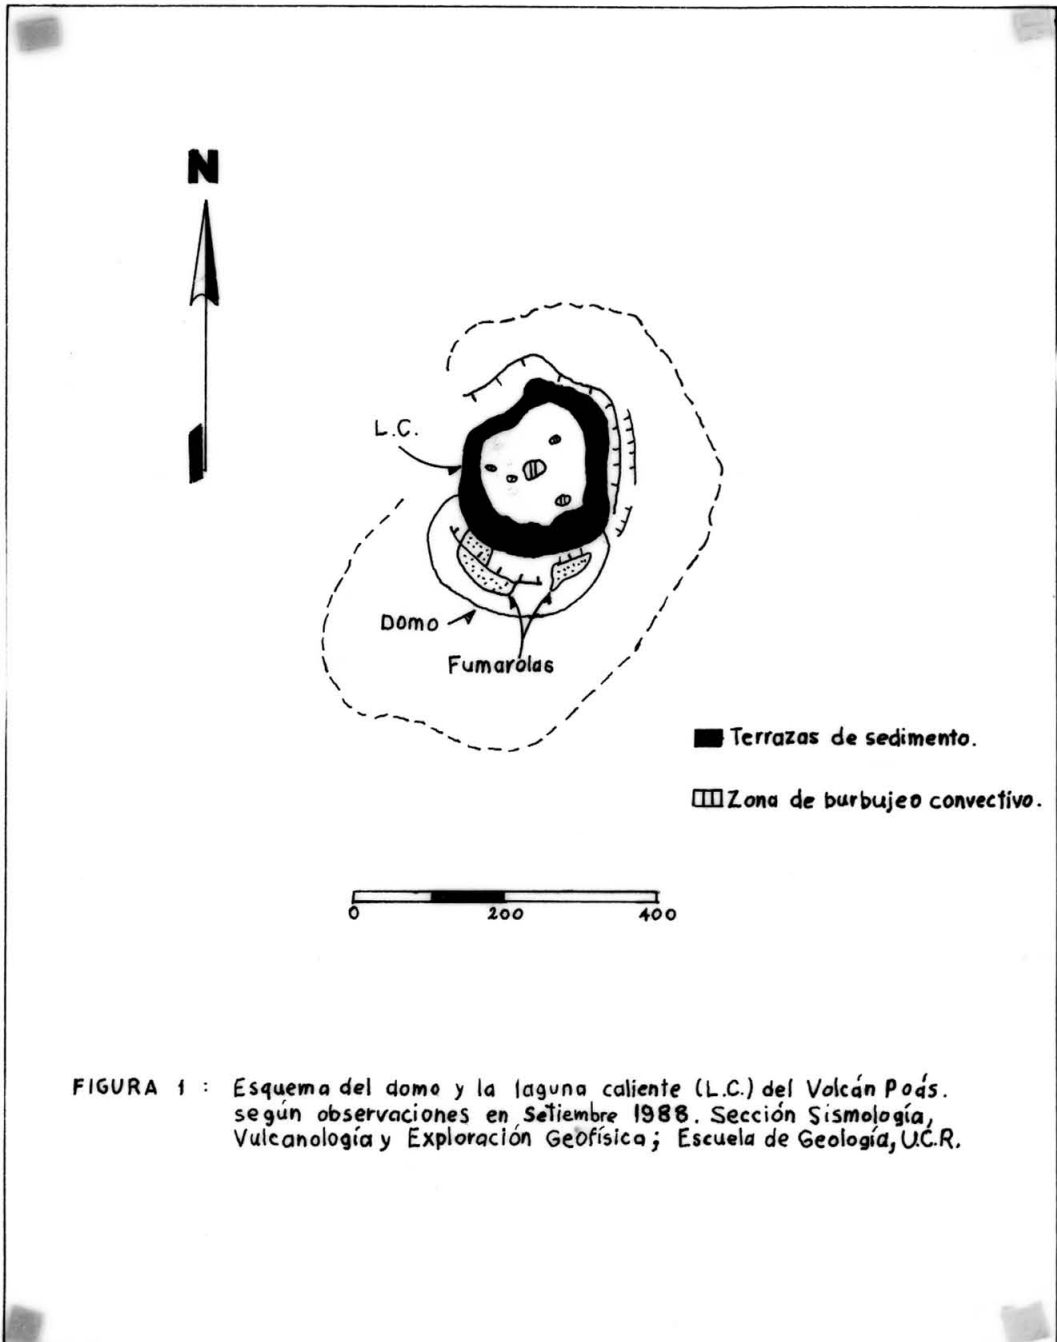 N
L.C.
Domo
Fumarolas
Terrazas de sedimento.
Zona de burbujeo convectivo.
0 200 400
FIGURA 1 : Esquema del domo y la laguna caliente (L.C.) del Volcán Poás.
según observaciones en Setiembre 1988. Sección Sismología,
Vulcanología y Exploración Geofísica; Escuela de Geología, U.C.R.